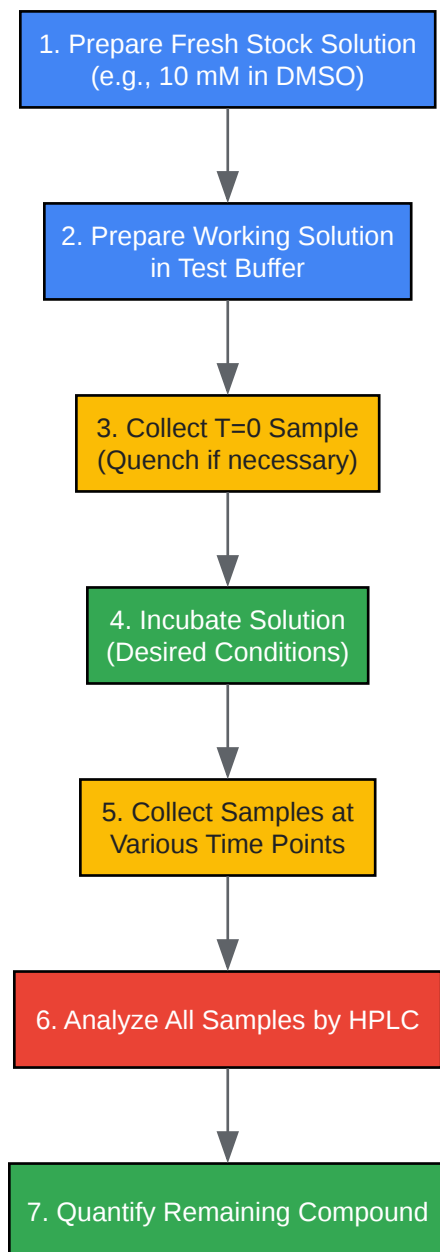 1. Prepare Fresh Stock Solution
(e.g., 10 mM in DMSO)
2. Prepare Working Solution
in Test Buffer
3. Collect T=0 Sample
(Quench if necessary)
4. Incubate Solution
(Desired Conditions)
5. Collect Samples at
Various Time Points
6. Analyze All Samples by HPLC
7. Quantify Remaining Compound